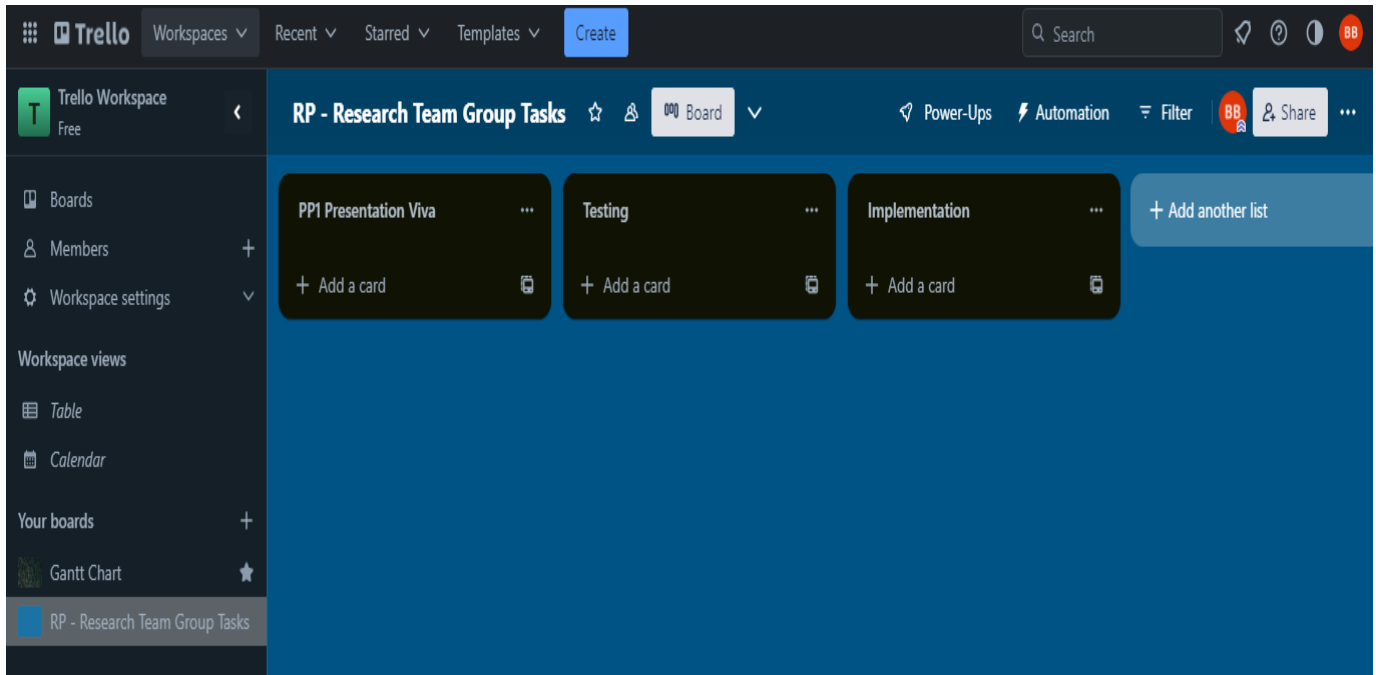 Trello Workspaces Recent Starred Templates Create Search BB
T Trello Workspace
Free
RP - Research Team Group Tasks Board Power-Ups Automation Filter BB Share
Boards
Members
Workspace settings
Workspace views
Table
Calendar
Your boards
Gantt Chart
RP - Research Team Group Tasks
PP1 Presentation Viva
+ Add a card
Testing
+ Add a card
Implementation
+ Add a card
+ Add another list